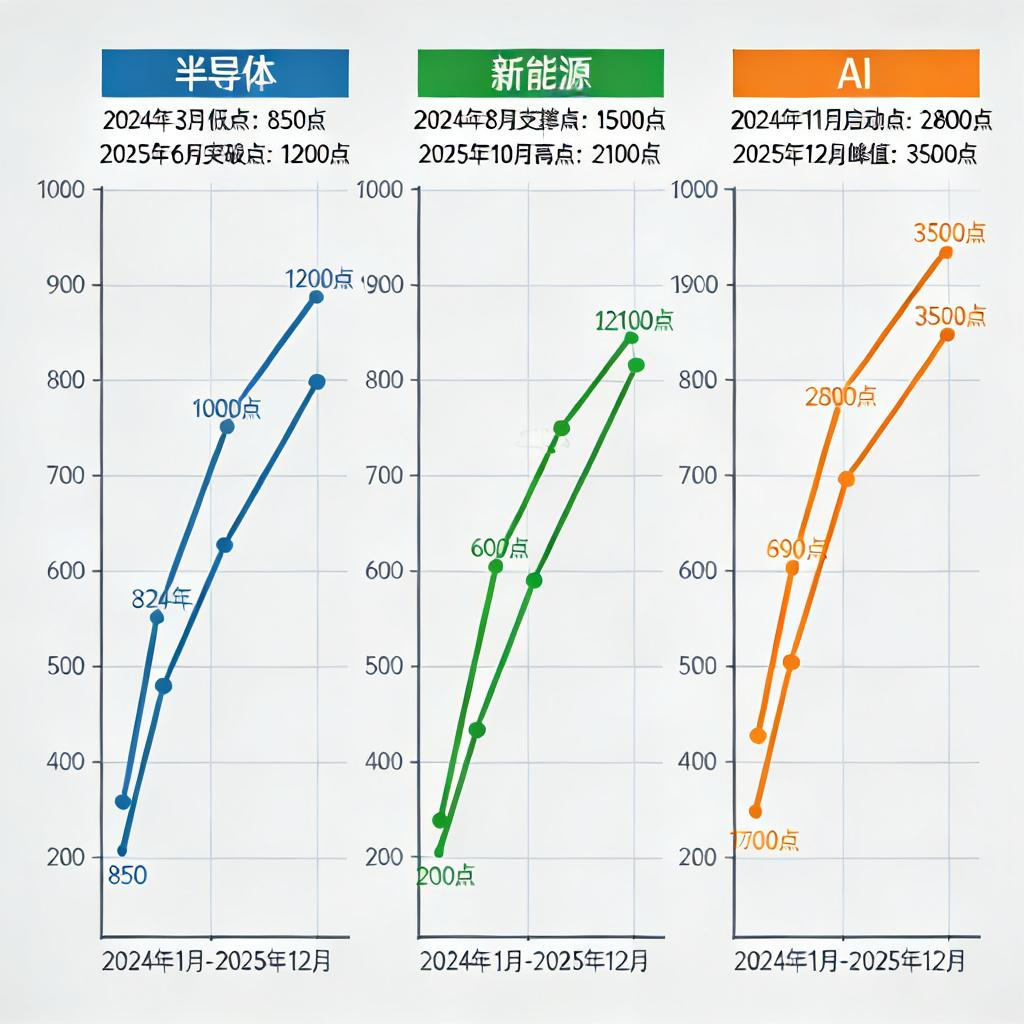 半导体
2024年3月低点: 850点
2025年6月突破点: 1200点
1000
900
800
700
600
500
400
200
1200点
1000点
824年
850
2024年1月-2025年12月
新能源
2024年8月支撑点: 1500点
2025年10月高点: 2100点
1000
900
800
700
600
500
400
200
12100点
600点
200点
2024年1月-2025年12月
AI
2024年11月启动点: 2800点
2025年12月峰值: 3500点
1000
1900
800
700
600
500
400
200
3500点
3500点
2800点
690点
1700点
2024年1月-2025年12月